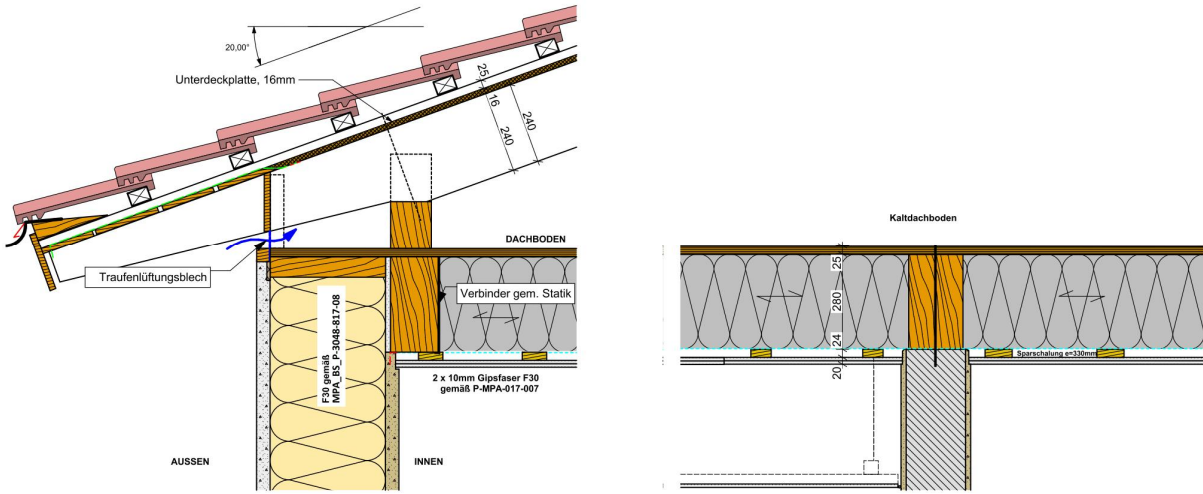 20,00°
Unterdeckplatte, 16mm
25
16
240
240
Kaltdachboden
DACHBODEN
Traufenlüftungsblech
Verbinder gem. Statik
F30 gemäß
MPA_BS_P-3048-817-08
2 x 10mm Gipsfaser F30
gemäß P-MPA-017-007
AUSSEN
INNEN
25
280
24
20
Sparschalung e=330mm